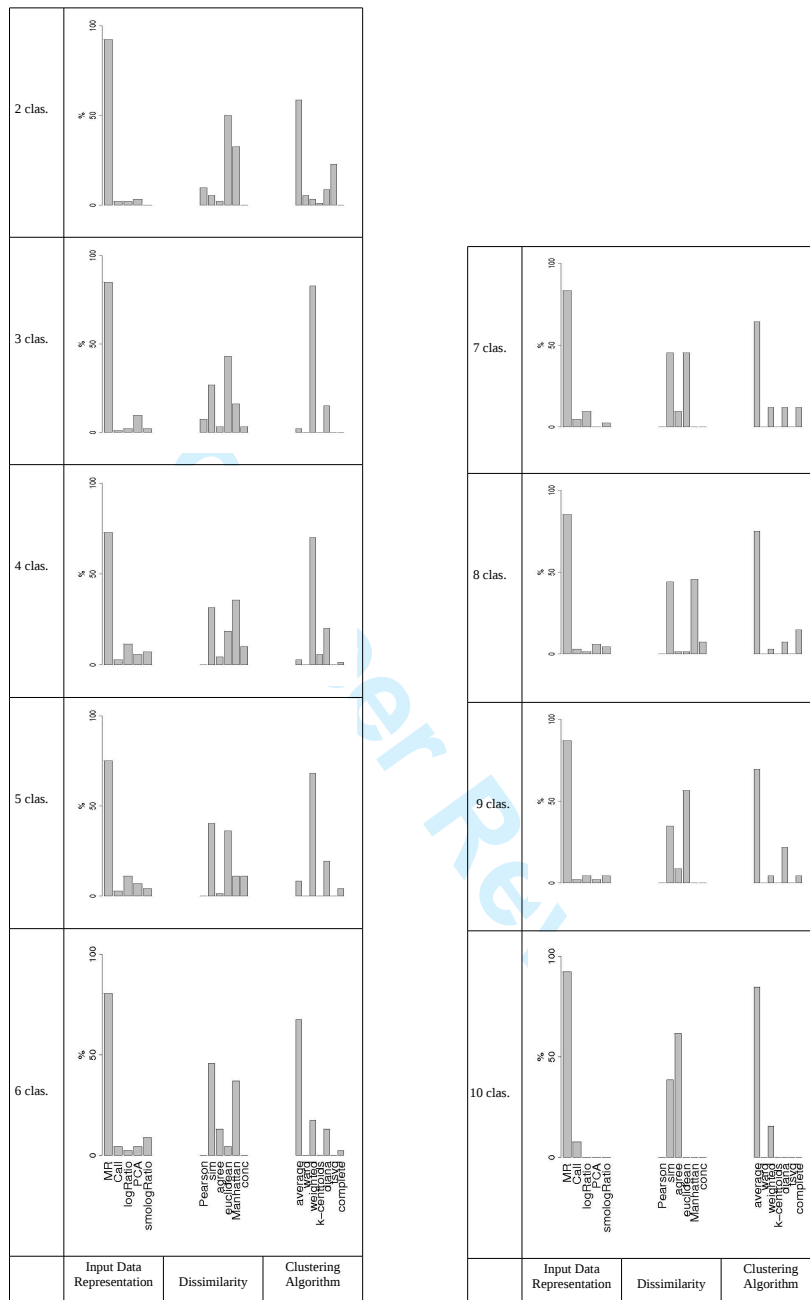 2 clas.
100
50
0
%
3 clas.
100
50
0
%
4 clas.
100
50
0
%
5 clas.
100
50
0
%
6 clas.
100
50
0
%
MR
Call
logRatio
PCA
smologRatio
Pearson
sim
agree
euclidean
Manhattan
conc
average
ward
weighted
k-centroids
diana
tsvq
complete
Input Data
Representation
Dissimilarity
Clustering
Algorithm
7 clas.
100
50
0
%
8 clas.
100
50
0
%
9 clas.
100
50
0
%
10 clas.
100
50
0
%
MR
Call
logRatio
PCA
smologRatio
Pearson
sim
agree
euclidean
Manhattan
conc
average
ward
weighted
k-centroids
diana
tsvq
complete
Input Data
Representation
Dissimilarity
Clustering
Algorithm
er Re